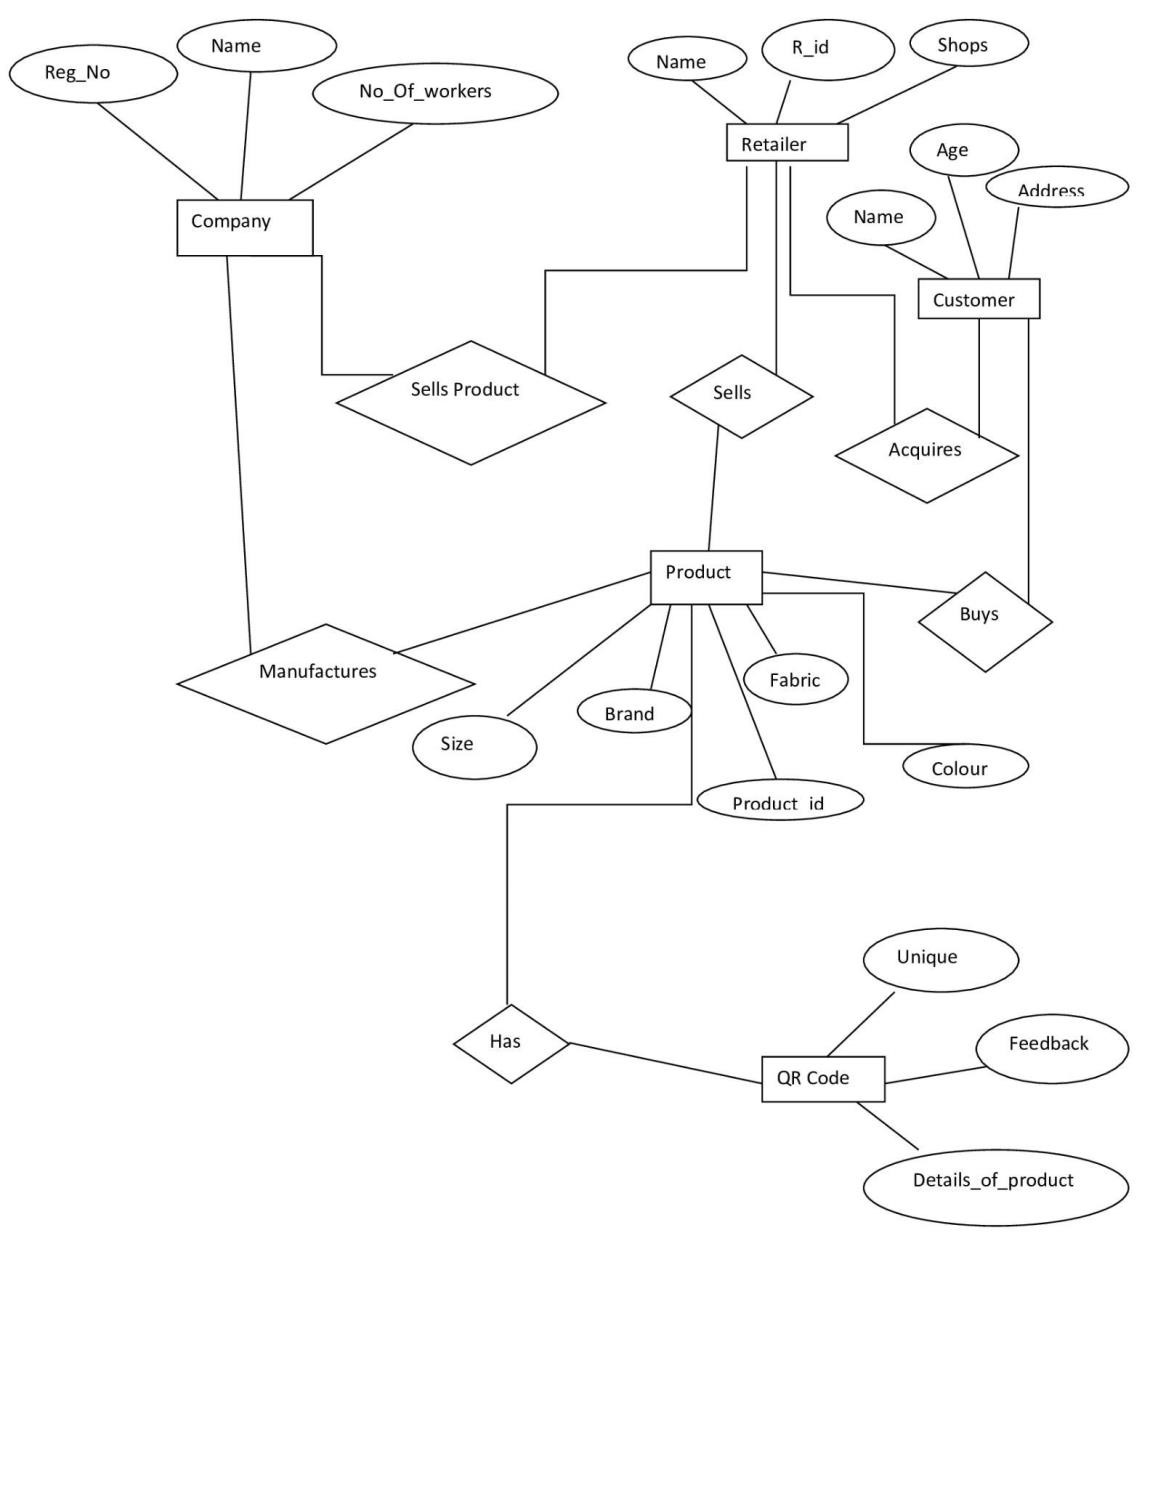 Name
Reg_No
No_Of_workers
Company
Name
R_id
Shops
Retailer
Age
Address
Name
Customer
Sells Product
Sells
Acquires
Product
Buys
Manufactures
Fabric
Brand
Size
Colour
Product_id
Unique
Has
Feedback
QR Code
Details_of_product